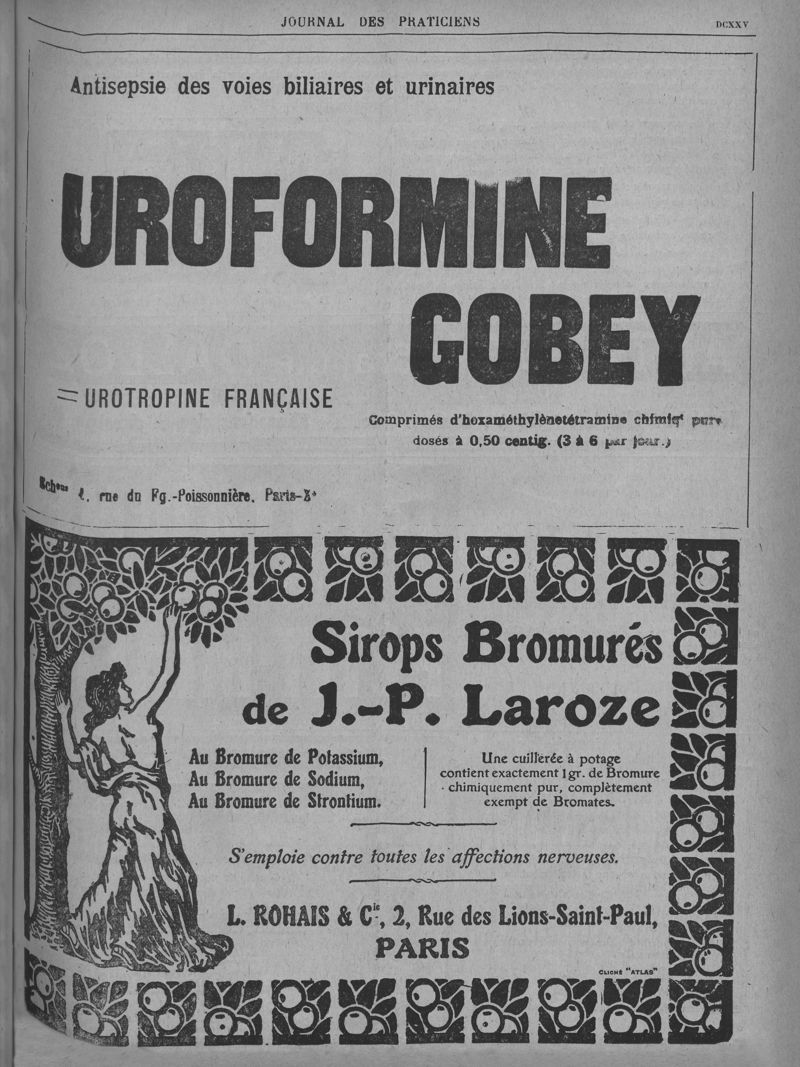 JOURNAL DES PRATICIENS
DCXXV
Antisepsie des voies biliaires et urinaires
UROFORMINE
GOBEY
= UROTROPINE FRANÇAISE
Comprimés d'hexaméthylènetétramine chimiqt pure
dosés à 0,50 centig. (3 à 6 par jour.)
rue du Fg.-Poissonnière, Paris-X
Sirops Bromurés
de J.-P. Laroze
Au Bromure de Potassium,
Au Bromure de Sodium,
Au Bromure de Strontium.
Une cuillerée à potage
contient exactement 1 gr. de Bromure
chimiquement pur, complètement
exempt de Bromates.
S'emploie contre toutes les affections nerveuses.
L. ROHAIS & Cie, 2, Rue des Lions-Saint-Paul,
PARIS
CLICHÉ "ATLAS"